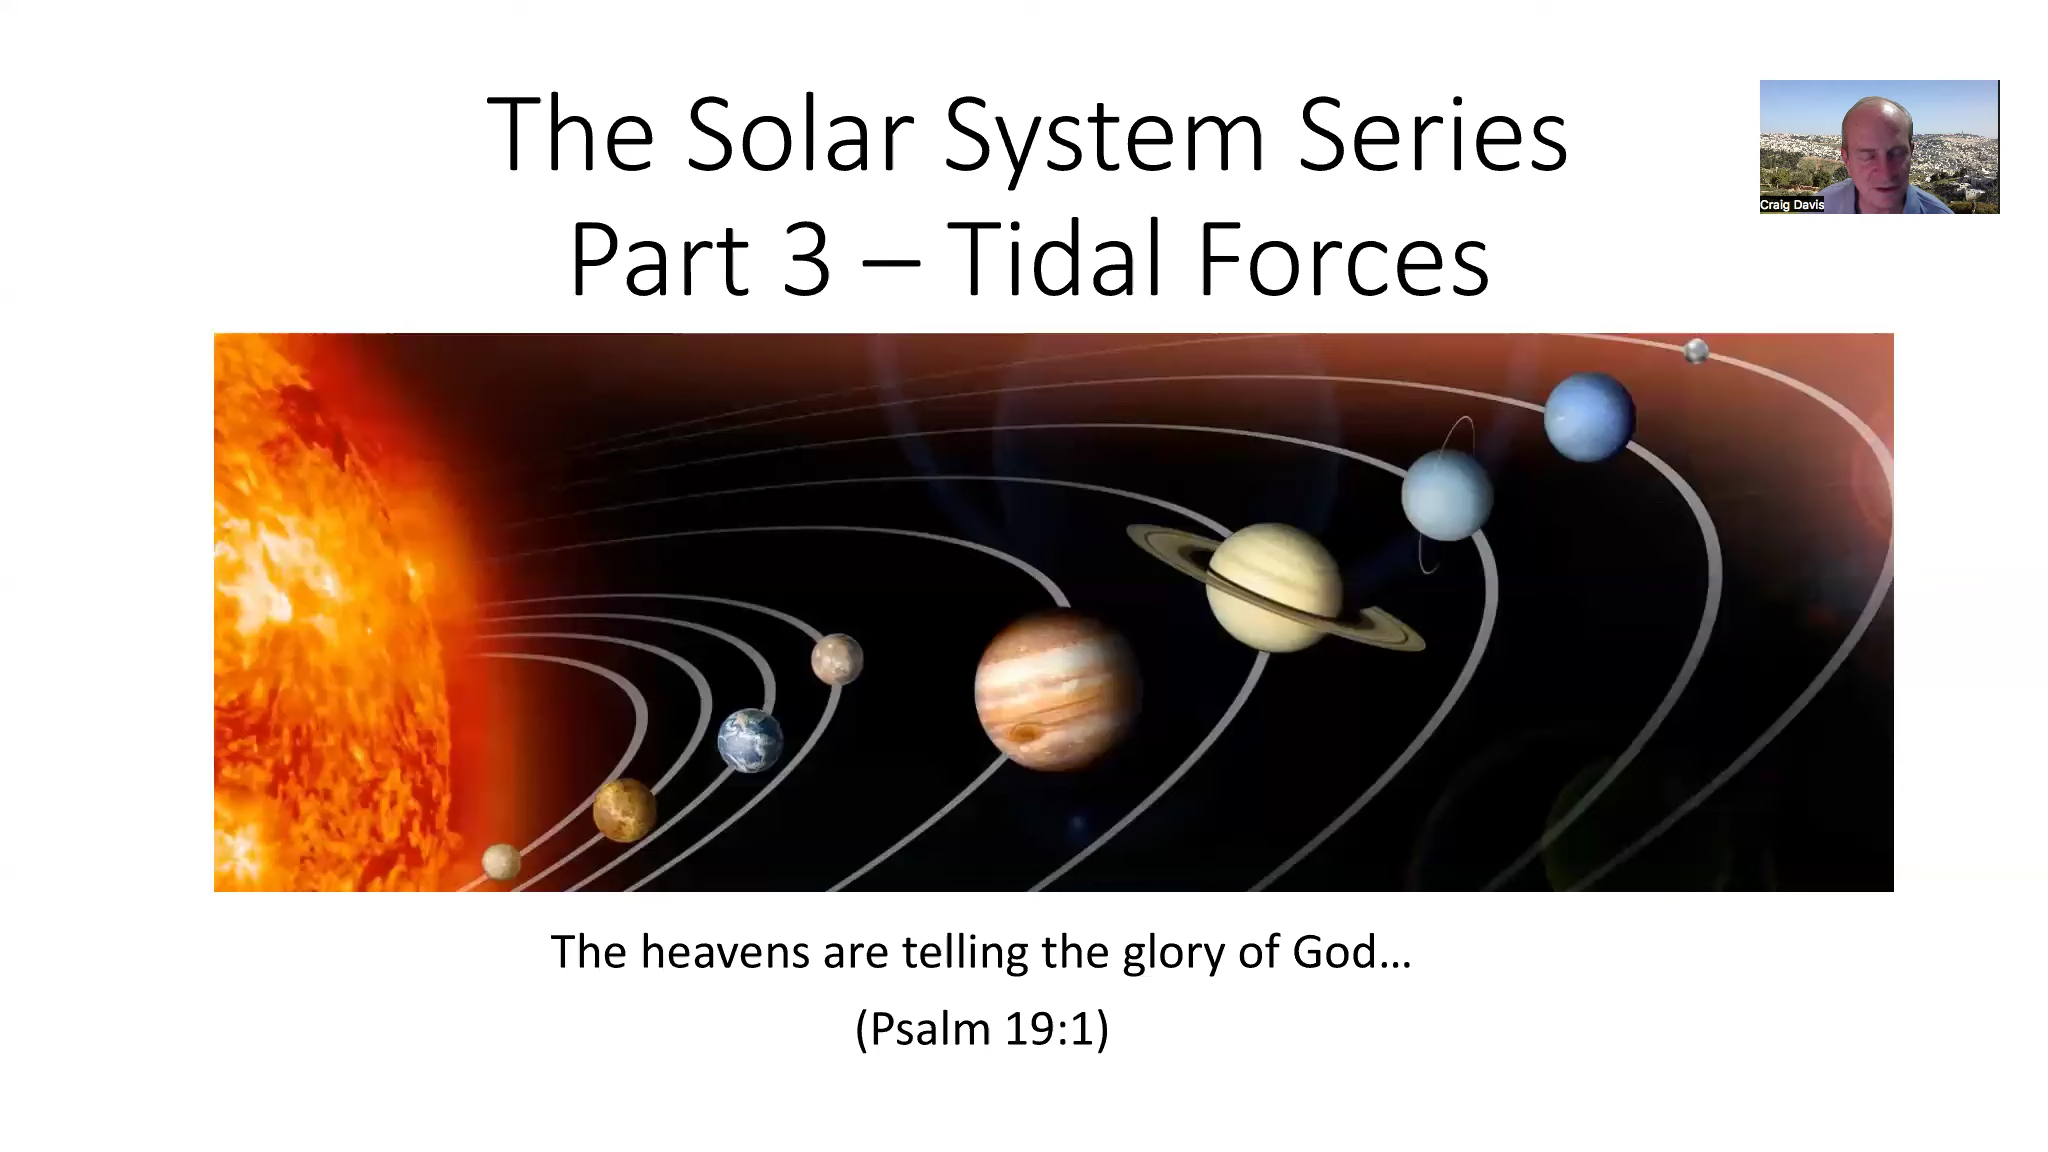 The Solar System Series
Part 3 – Tidal Forces
Craig Davis
The heavens are telling the glory of God…
(Psalm 19:1)